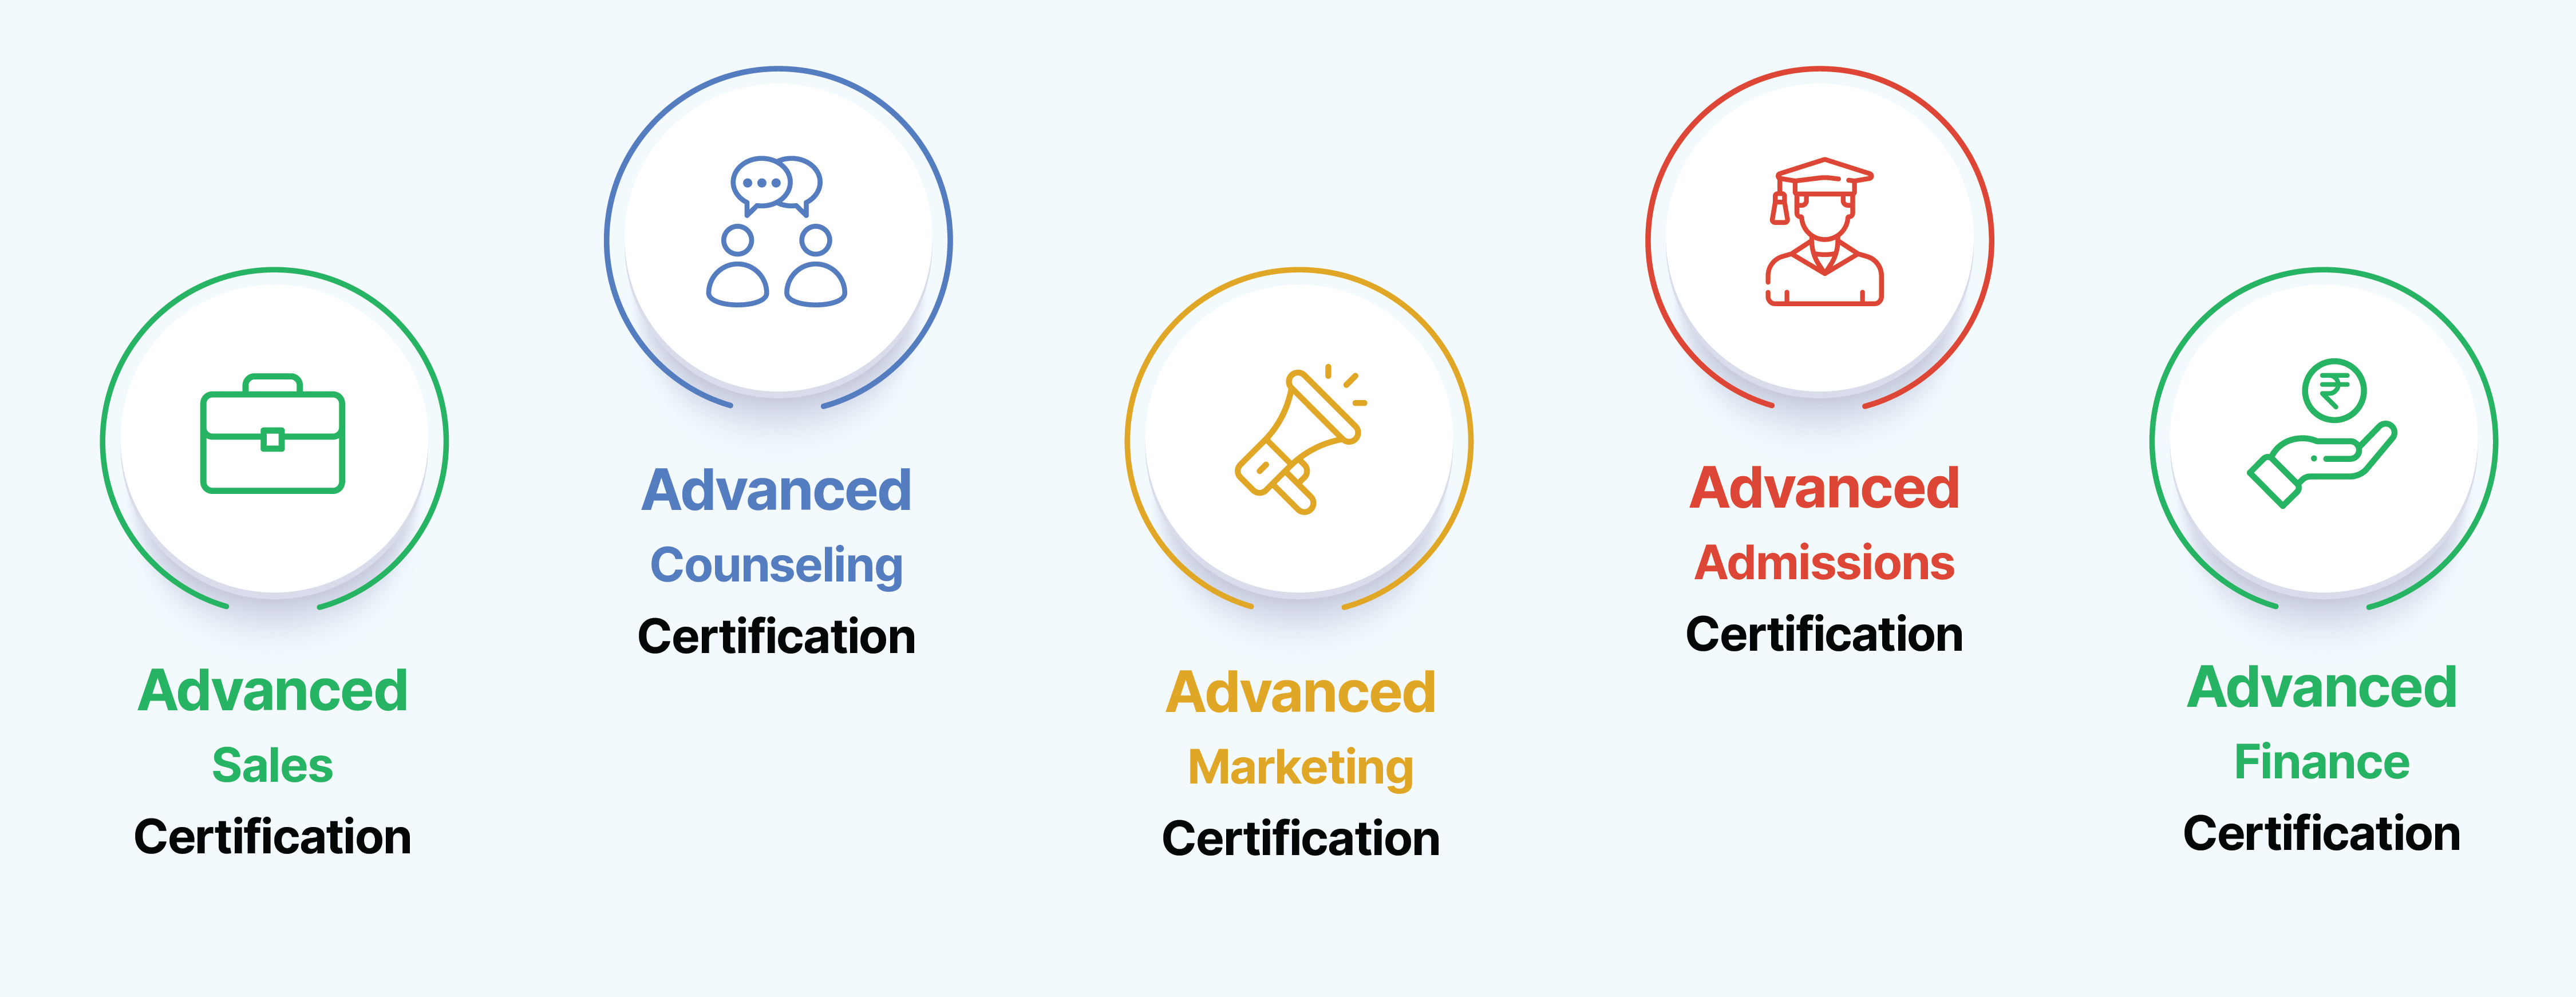 Advanced
Sales
Certification
Advanced
Counseling
Certification
Advanced
Marketing
Certification
Advanced
Admissions
Certification
₹
Advanced
Finance
Certification